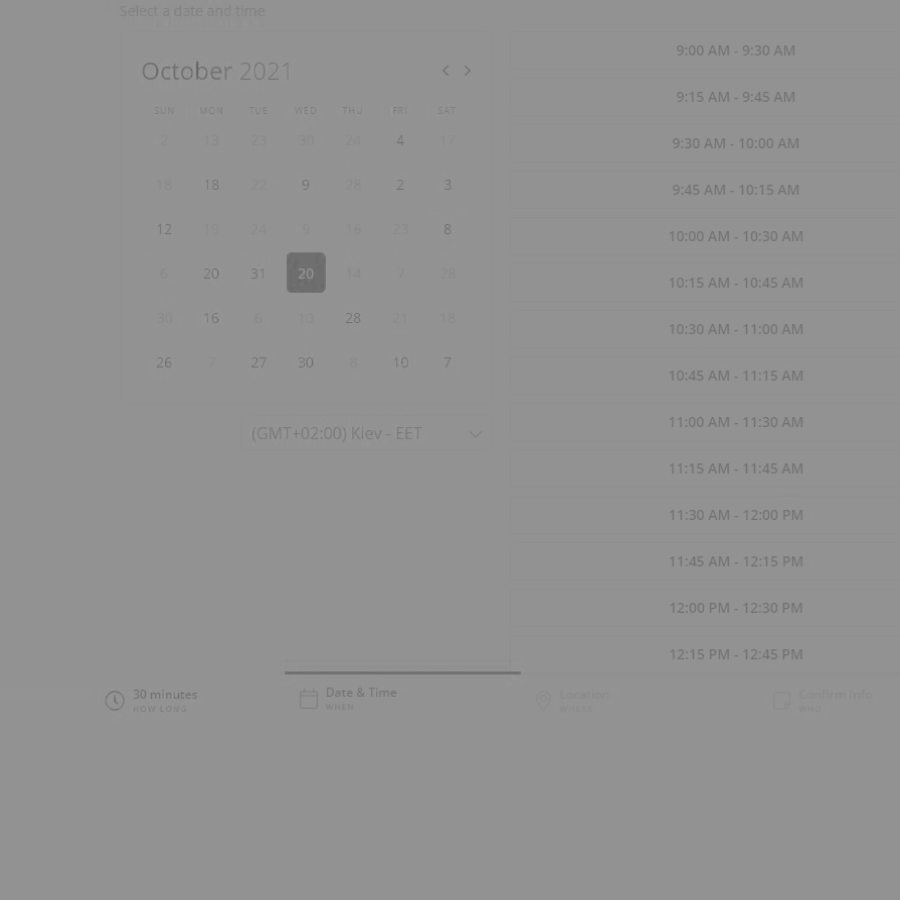 Select a date and time
October 2021
SUN MON TUE WED THU FRI SAT
2 13 23 30 24 4 17
18 18 22 9 28 2 3
12 19 24 9 16 23 8
6 20 31 20 14 1 28
30 16 6 10 28 21 18
26 7 27 30 8 10 7
(GMT+02:00) Kiev - EET
9:00 AM - 9:30 AM
9:15 AM - 9:45 AM
9:30 AM - 10:00 AM
9:45 AM - 10:15 AM
10:00 AM - 10:30 AM
10:15 AM - 10:45 AM
10:30 AM - 11:00 AM
10:45 AM - 11:15 AM
11:00 AM - 11:30 AM
11:15 AM - 11:45 AM
11:30 AM - 12:00 PM
11:45 AM - 12:15 PM
12:00 PM - 12:30 PM
12:15 PM - 12:45 PM
30 minutes
HOW LONG
Date & Time
WHEN
Location
WHERE
Confirm Info
WHO